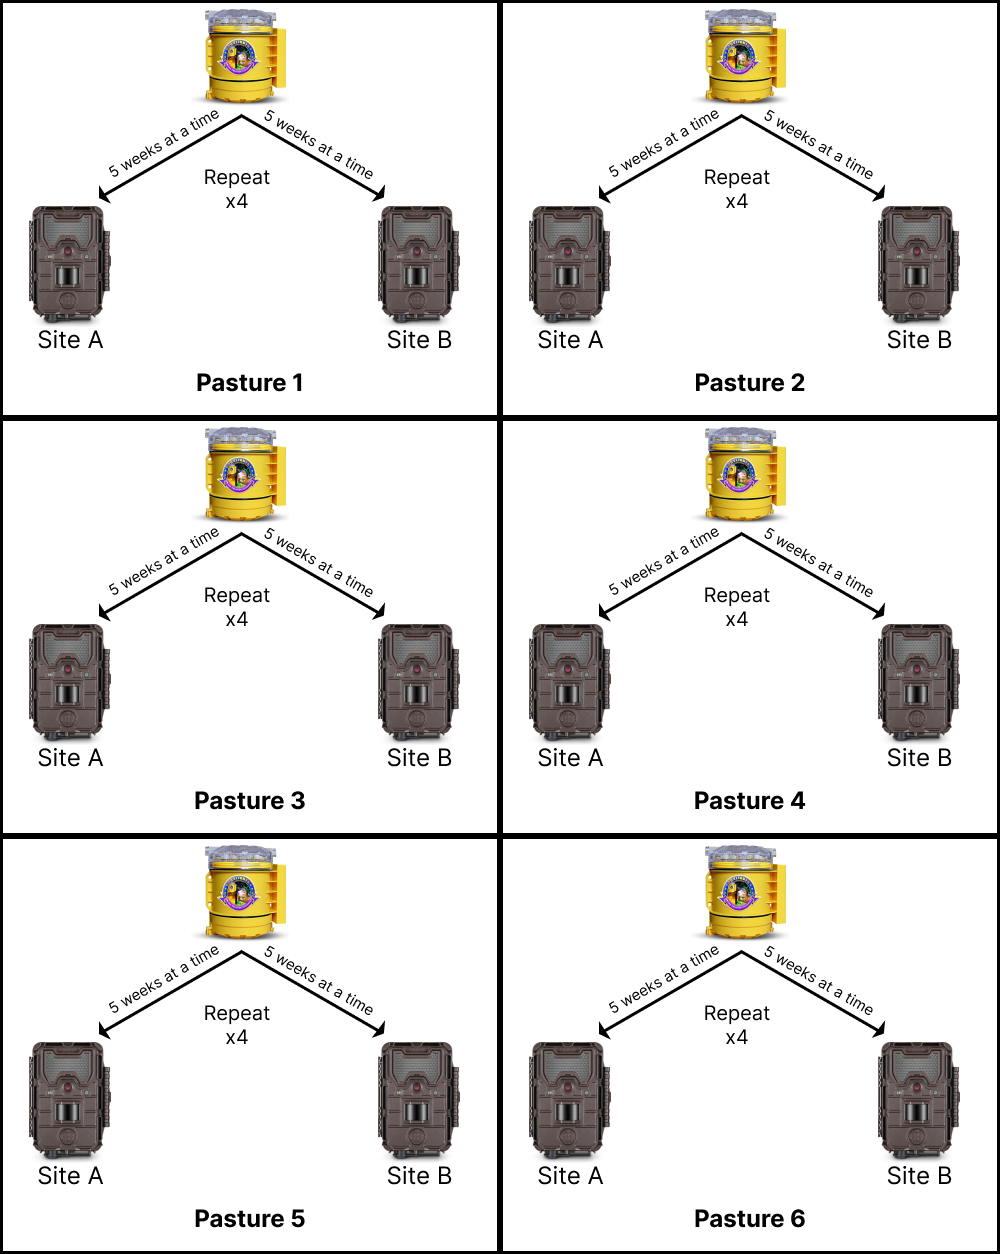 5 weeks at a time
5 weeks at a time
Repeat
x4
Site A
Site B
Pasture 1
5 weeks at a time
5 weeks at a time
Repeat
x4
Site A
Site B
Pasture 2
5 weeks at a time
5 weeks at a time
Repeat
x4
Site A
Site B
Pasture 3
5 weeks at a time
5 weeks at a time
Repeat
x4
Site A
Site B
Pasture 4
5 weeks at a time
5 weeks at a time
Repeat
x4
Site A
Site B
Pasture 5
5 weeks at a time
5 weeks at a time
Repeat
x4
Site A
Site B
Pasture 6